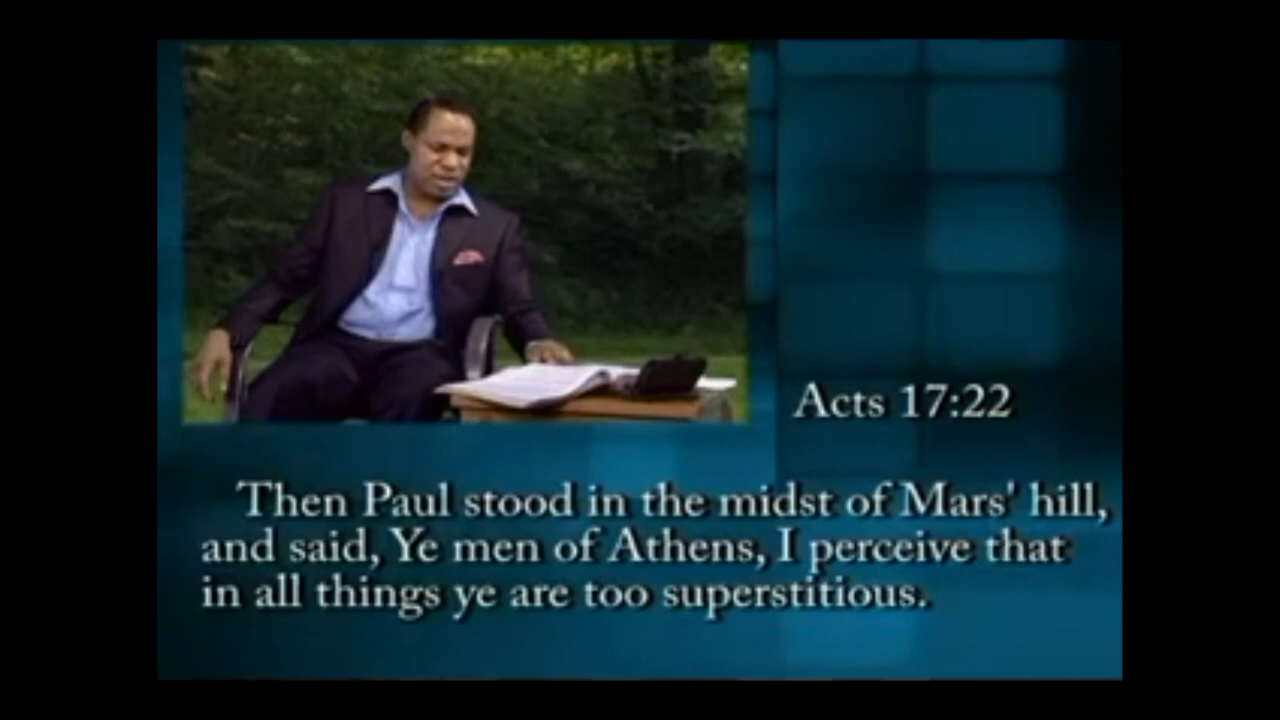 Acts 17:22
Then Paul stood in the midst of Mars' hill,
and said, Ye men of Athens, I perceive that
in all things ye are too superstitious.